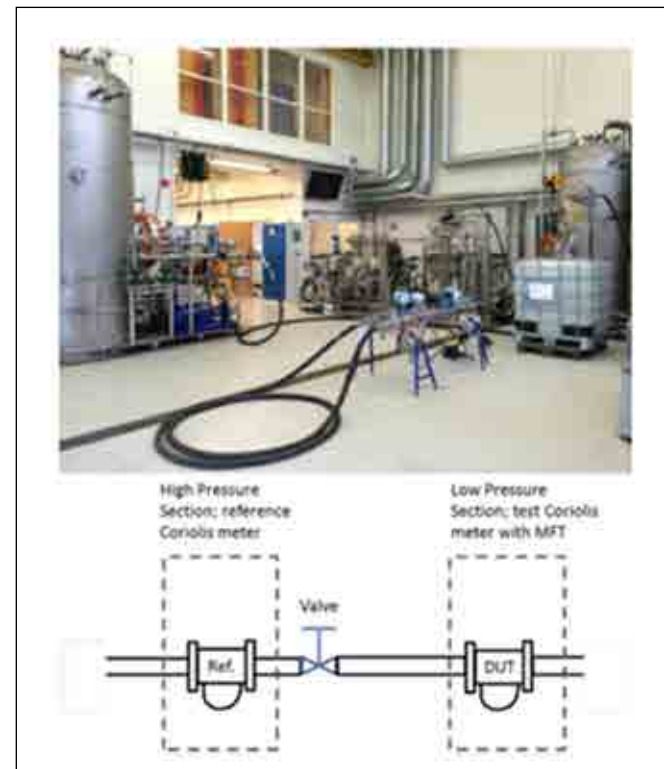 High Pressure
Section; reference
Coriolis meter
Low Pressure
Section; test Coriolis
meter with MFT
Valve
Ref.
DUT